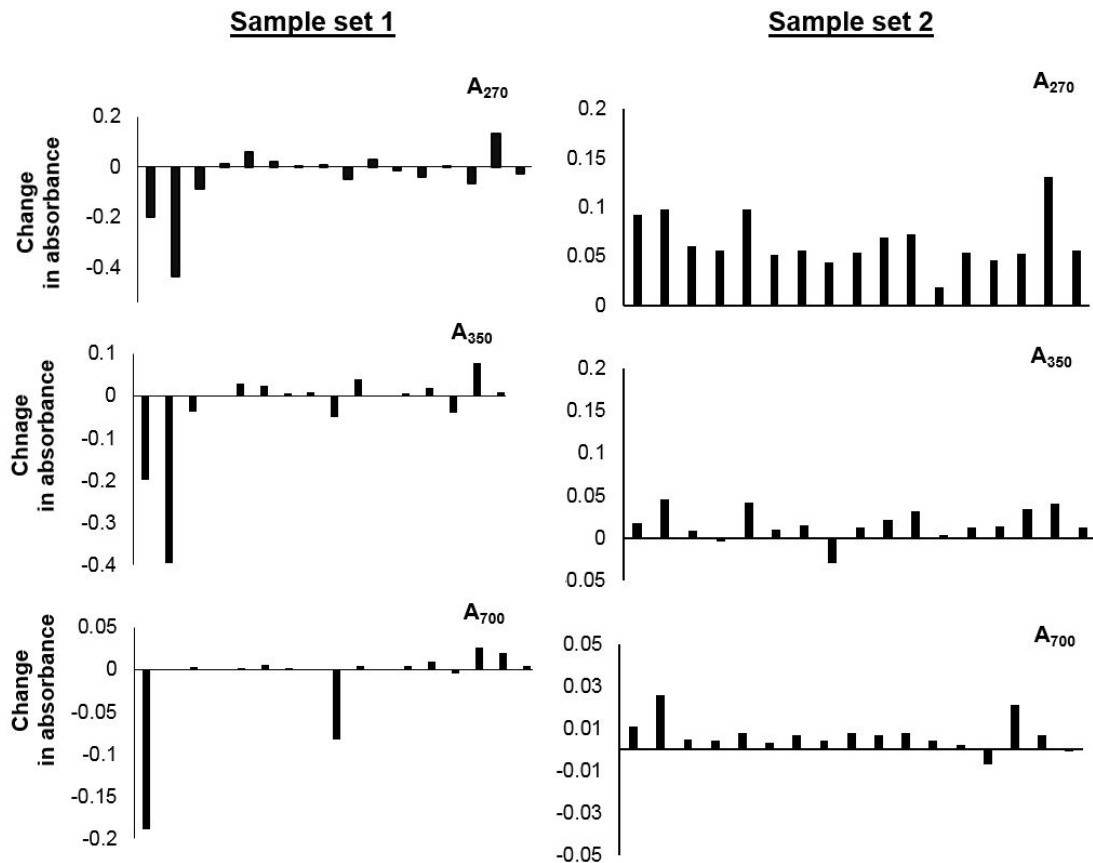 Sample set 1
Sample set 2
A270
0.2
0
-0.2
-0.4
Change
in absorbance
A270
0.2
0.15
0.1
0.05
0
A350
0.1
0
-0.1
-0.2
-0.3
-0.4
Chnage
in absorbance
A350
0.2
0.15
0.1
0.05
0
0.05
A700
0.05
0
-0.05
-0.1
-0.15
-0.2
Change
in absorbance
A700
0.05
0.03
0.01
-0.01
-0.03
-0.05